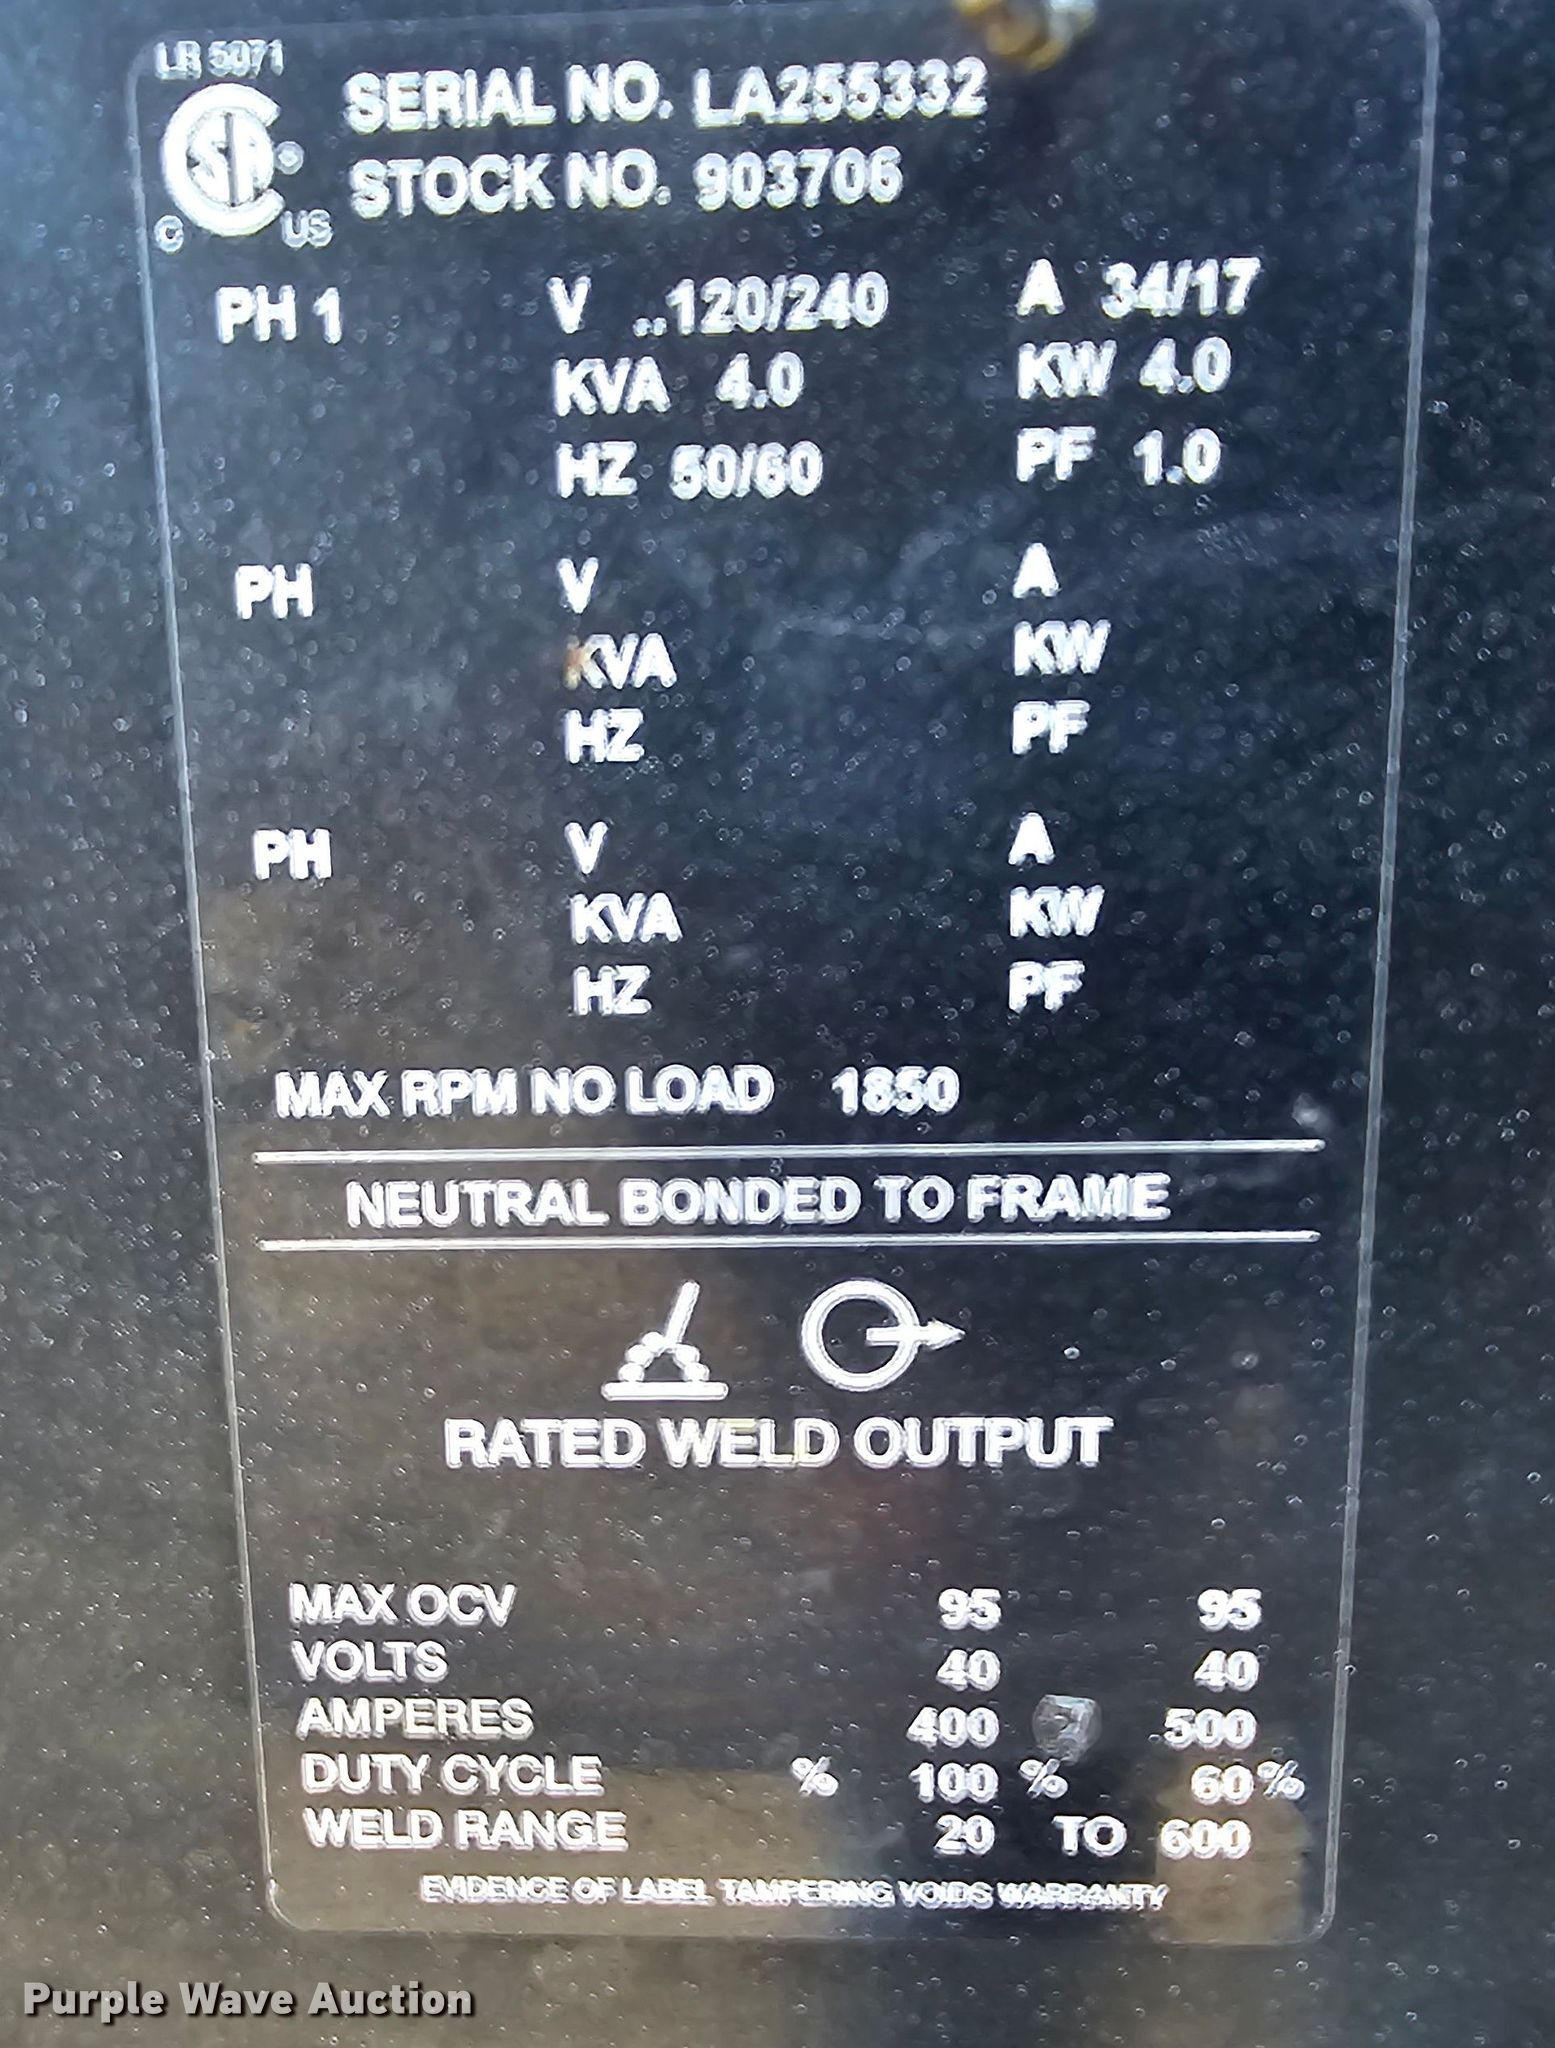 LR 5071
SERIAL NO. LA255332
STOCK NO. 903706
C US
PH 1 V ..120/240 A 34/17
KVA 4.0 KW 4.0
HZ 50/60 PF 1.0
PH V A
KVA KW
HZ PF
PH V A
KVA KW
HZ PF
MAX RPM NO LOAD 1850
NEUTRAL BONDED TO FRAME
RATED WELD OUTPUT
MAX OCV 95 95
VOLTS 40 40
AMPERES 400 500
DUTY CYCLE % 100 % 60 %
WELD RANGE 20 TO 600
EVIDENCE OF LABEL TAMPERING VOIDS WARRANTY
Purple Wave Auction